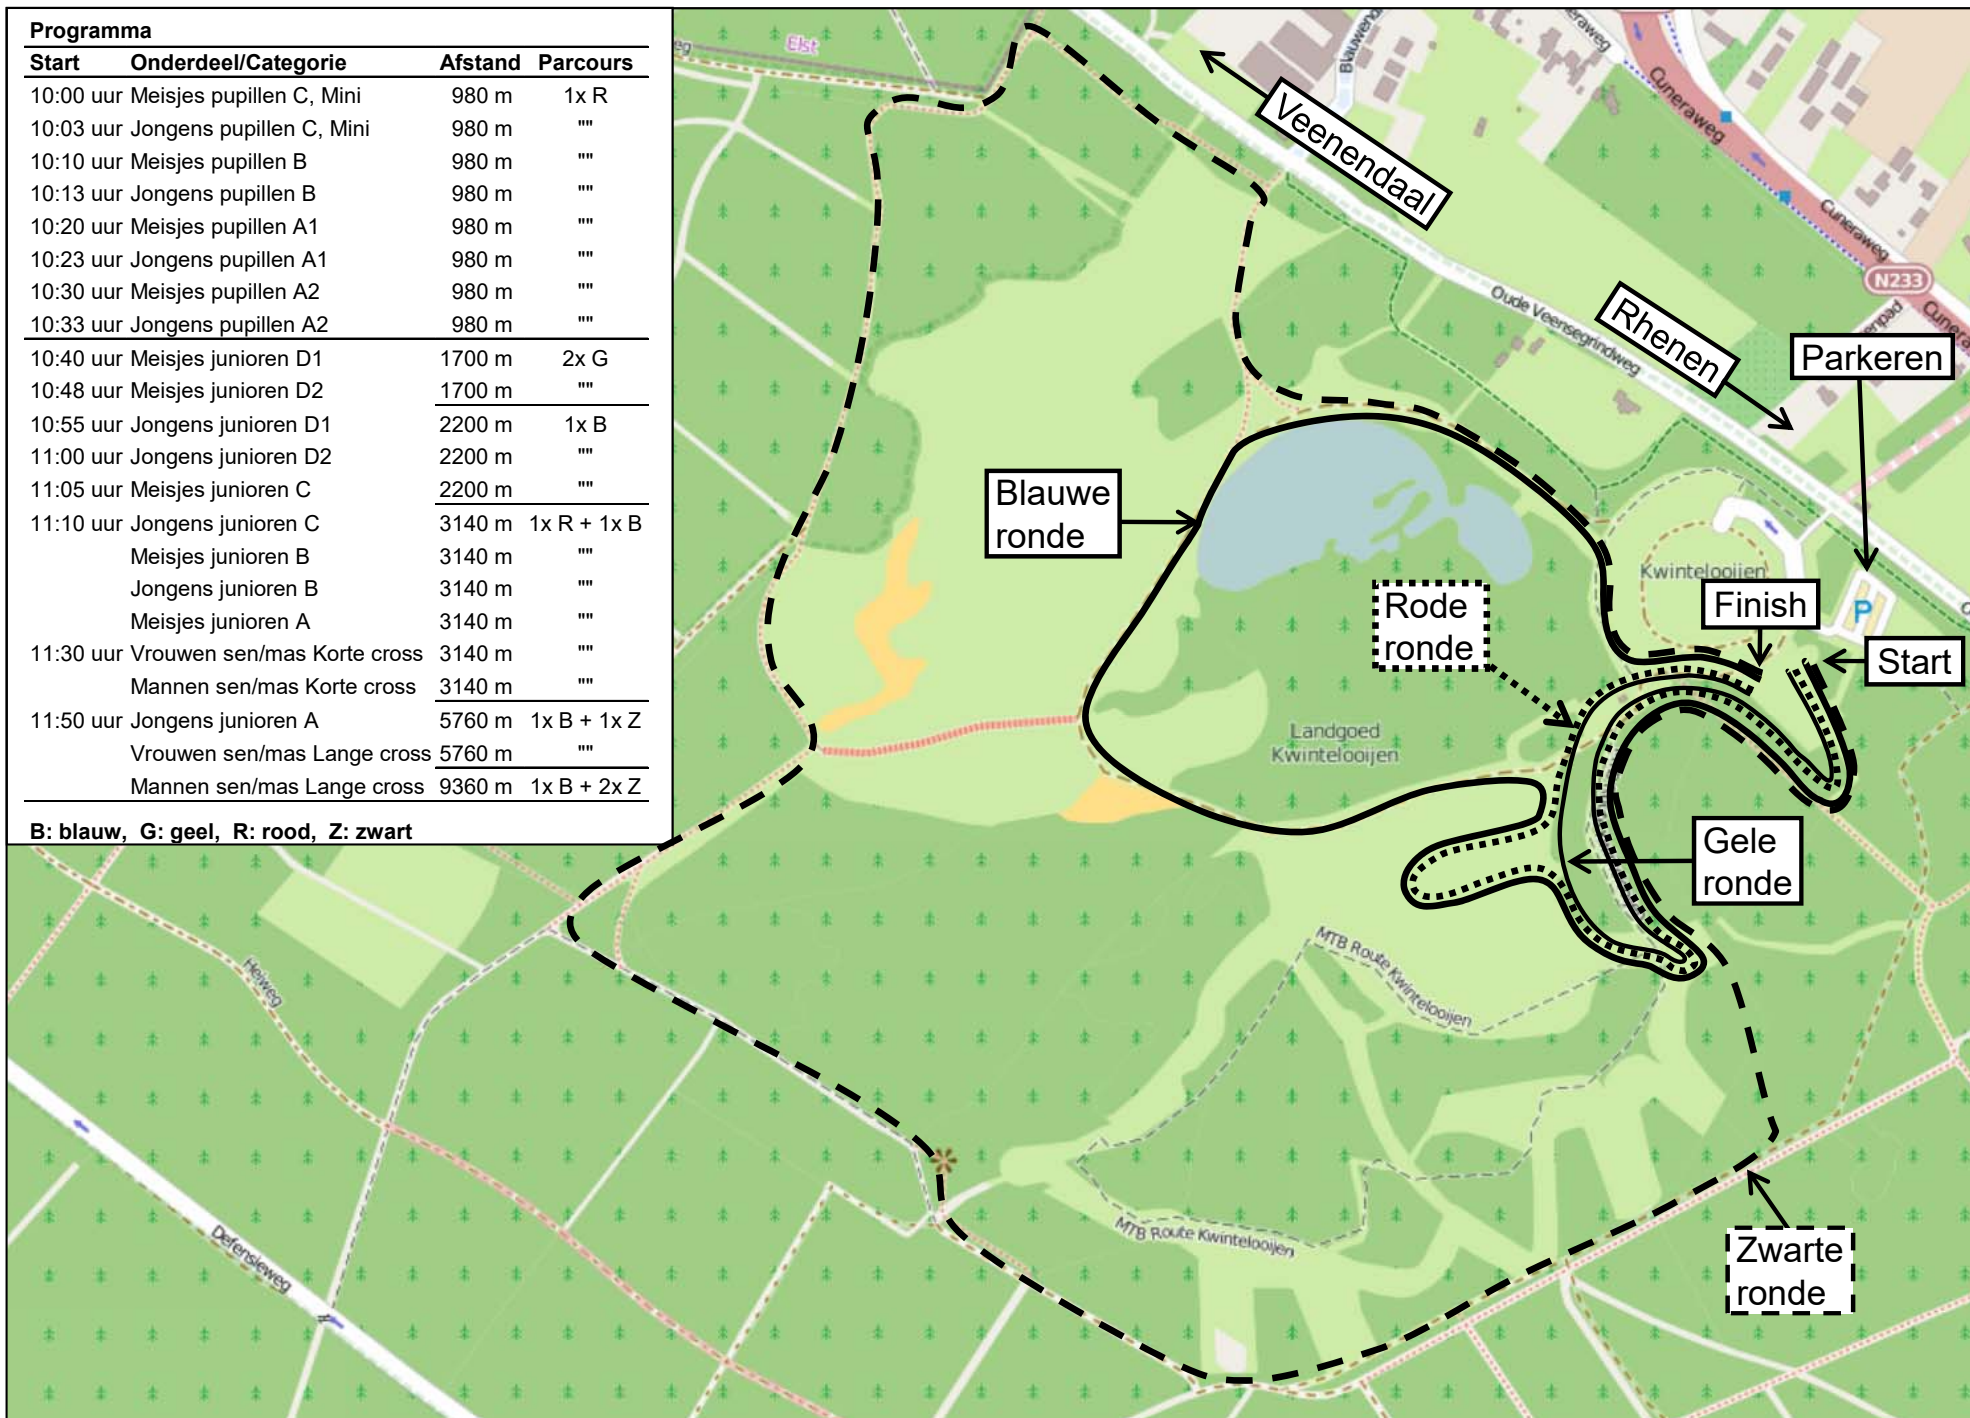 Programma
Start Onderdeel/Categorie Afstand Parcours
10:00 uur Meisjes pupillen C, Mini 980 m 1x R
10:03 uur Jongens pupillen C, Mini 980 m ""
10:10 uur Meisjes pupillen B 980 m ""
10:13 uur Jongens pupillen B 980 m ""
10:20 uur Meisjes pupillen A1 980 m ""
10:23 uur Jongens pupillen A1 980 m ""
10:30 uur Meisjes pupillen A2 980 m ""
10:33 uur Jongens pupillen A2 980 m ""
10:40 uur Meisjes junioren D1 1700 m 2x G
10:48 uur Meisjes junioren D2 1700 m ""
10:55 uur Jongens junioren D1 2200 m 1x B
11:00 uur Jongens junioren D2 2200 m ""
11:05 uur Meisjes junioren C 2200 m ""
11:10 uur Jongens junioren C 3140 m 1x R + 1x B
Meisjes junioren B 3140 m ""
Jongens junioren B 3140 m ""
Meisjes junioren A 3140 m ""
11:30 uur Vrouwen sen/mas Korte cross 3140 m ""
Mannen sen/mas Korte cross 3140 m ""
11:50 uur Jongens junioren A 5760 m 1x B + 1x Z
Vrouwen sen/mas Lange cross 5760 m ""
Mannen sen/mas Lange cross 9360 m 1x B + 2x Z
B: blauw, G: geel, R: rood, Z: zwart
Elst
Veenendaal
Cuneraweg
Cuneraweg
N233
Oude Veensegrindweg
Rhenen
Parkeren
P
Blauwe
ronde
Kwintelooijen
Rode
ronde
Finish
Start
Landgoed
Kwintelooijen
Gele
ronde
MTB Route Kwintelooijen
Heiweg
Defensieweg
MTB Route Kwintelooijen
Zwarte
ronde